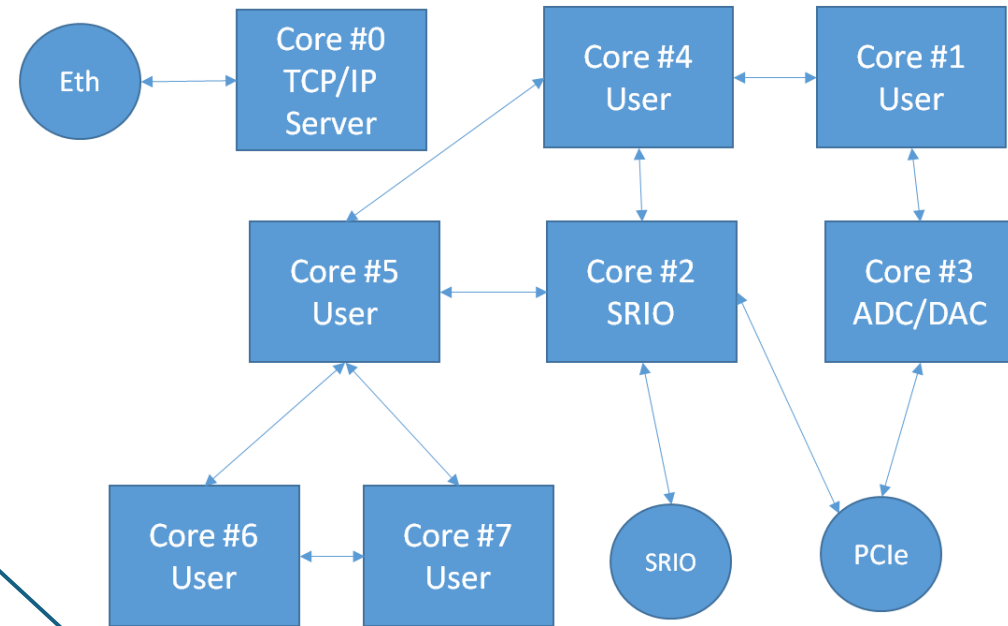 Eth
Core #0
TCP/IP
Server
Core #4
User
Core #1
User
Core #5
User
Core #2
SRIO
Core #3
ADC/DAC
Core #6
User
Core #7
User
SRIO
PCIe